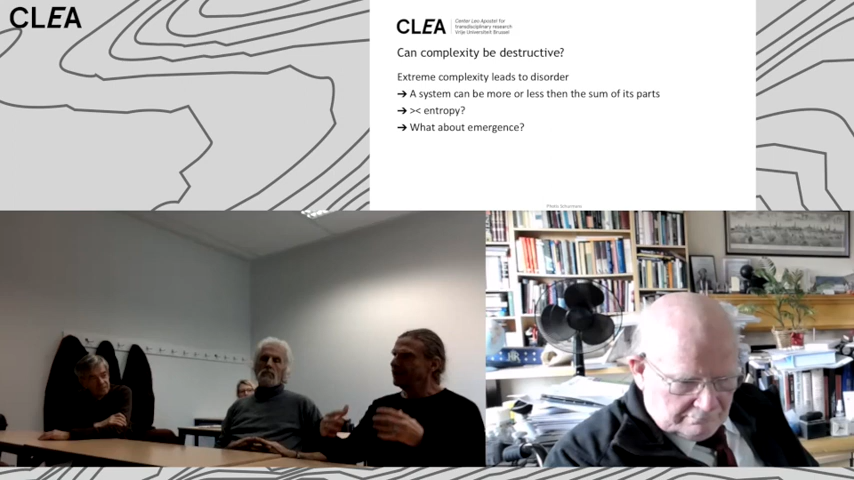 CLEA
CLEA
Center Leo Apostel for
transdisciplinary research
Vrije Universiteit Brussel
Can complexity be destructive?
Extreme complexity leads to disorder
➔ A system can be more or less then the sum of its parts
➔ >< entropy?
➔ What about emergence?